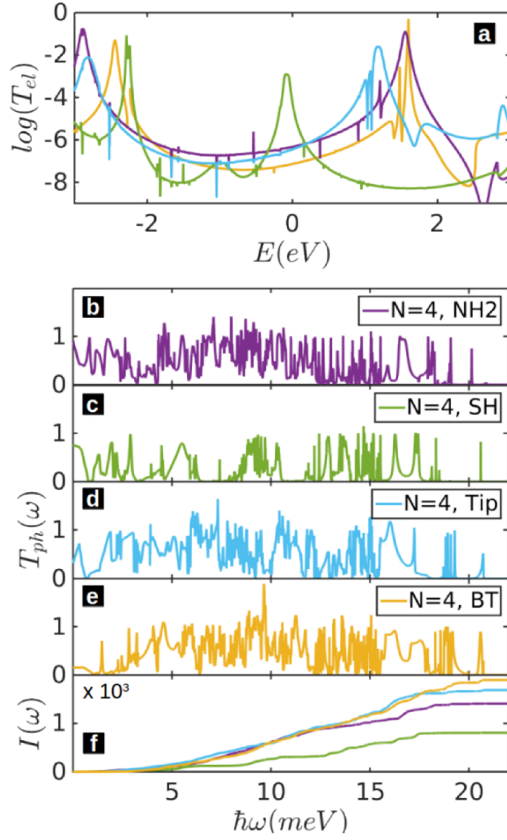 0
-2
-4
-6
-8
log(T_el)
a
-2
0
2
E(eV)
b
N=4, NH2
1
0
c
N=4, SH
1
0
d
N=4, Tip
1
0
T_ph(ω)
e
N=4, BT
1
0
x 10³
1
0
I(ω)
f
5
10
15
20
ħω(meV)